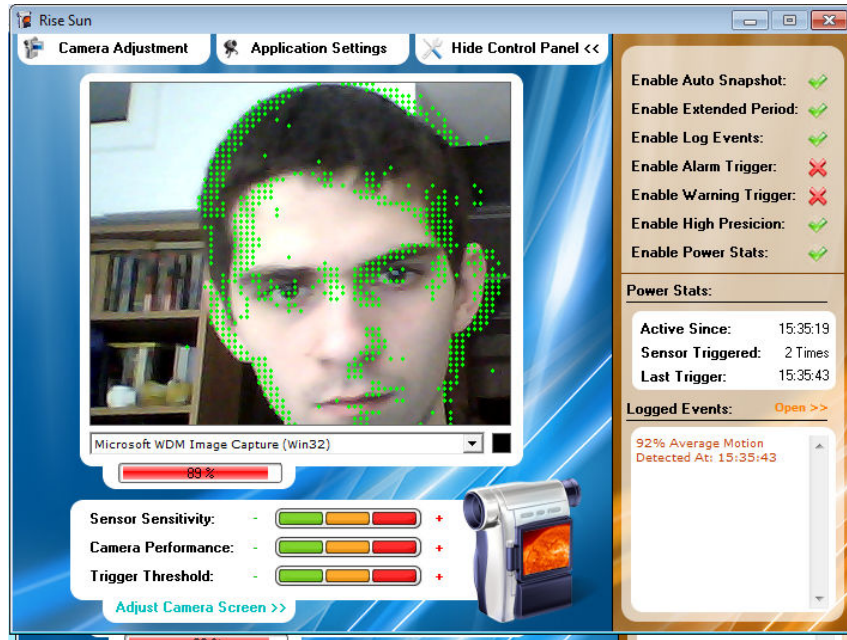 Rise Sun
Camera Adjustment
Application Settings
Hide Control Panel <<
Enable Auto Snapshot:
Enable Extended Period:
Enable Log Events:
Enable Alarm Trigger:
Enable Warning Trigger:
Enable High Presicion:
Enable Power Stats:
Power Stats:
Active Since: 15:35:19
Sensor Triggered: 2 Times
Last Trigger: 15:35:43
Logged Events: Open >>
92% Average Motion
Detected At: 15:35:43
Microsoft WDM Image Capture (Win32)
89 %
Sensor Sensitivity: - +
Camera Performance: - +
Trigger Threshold: - +
Adjust Camera Screen >>